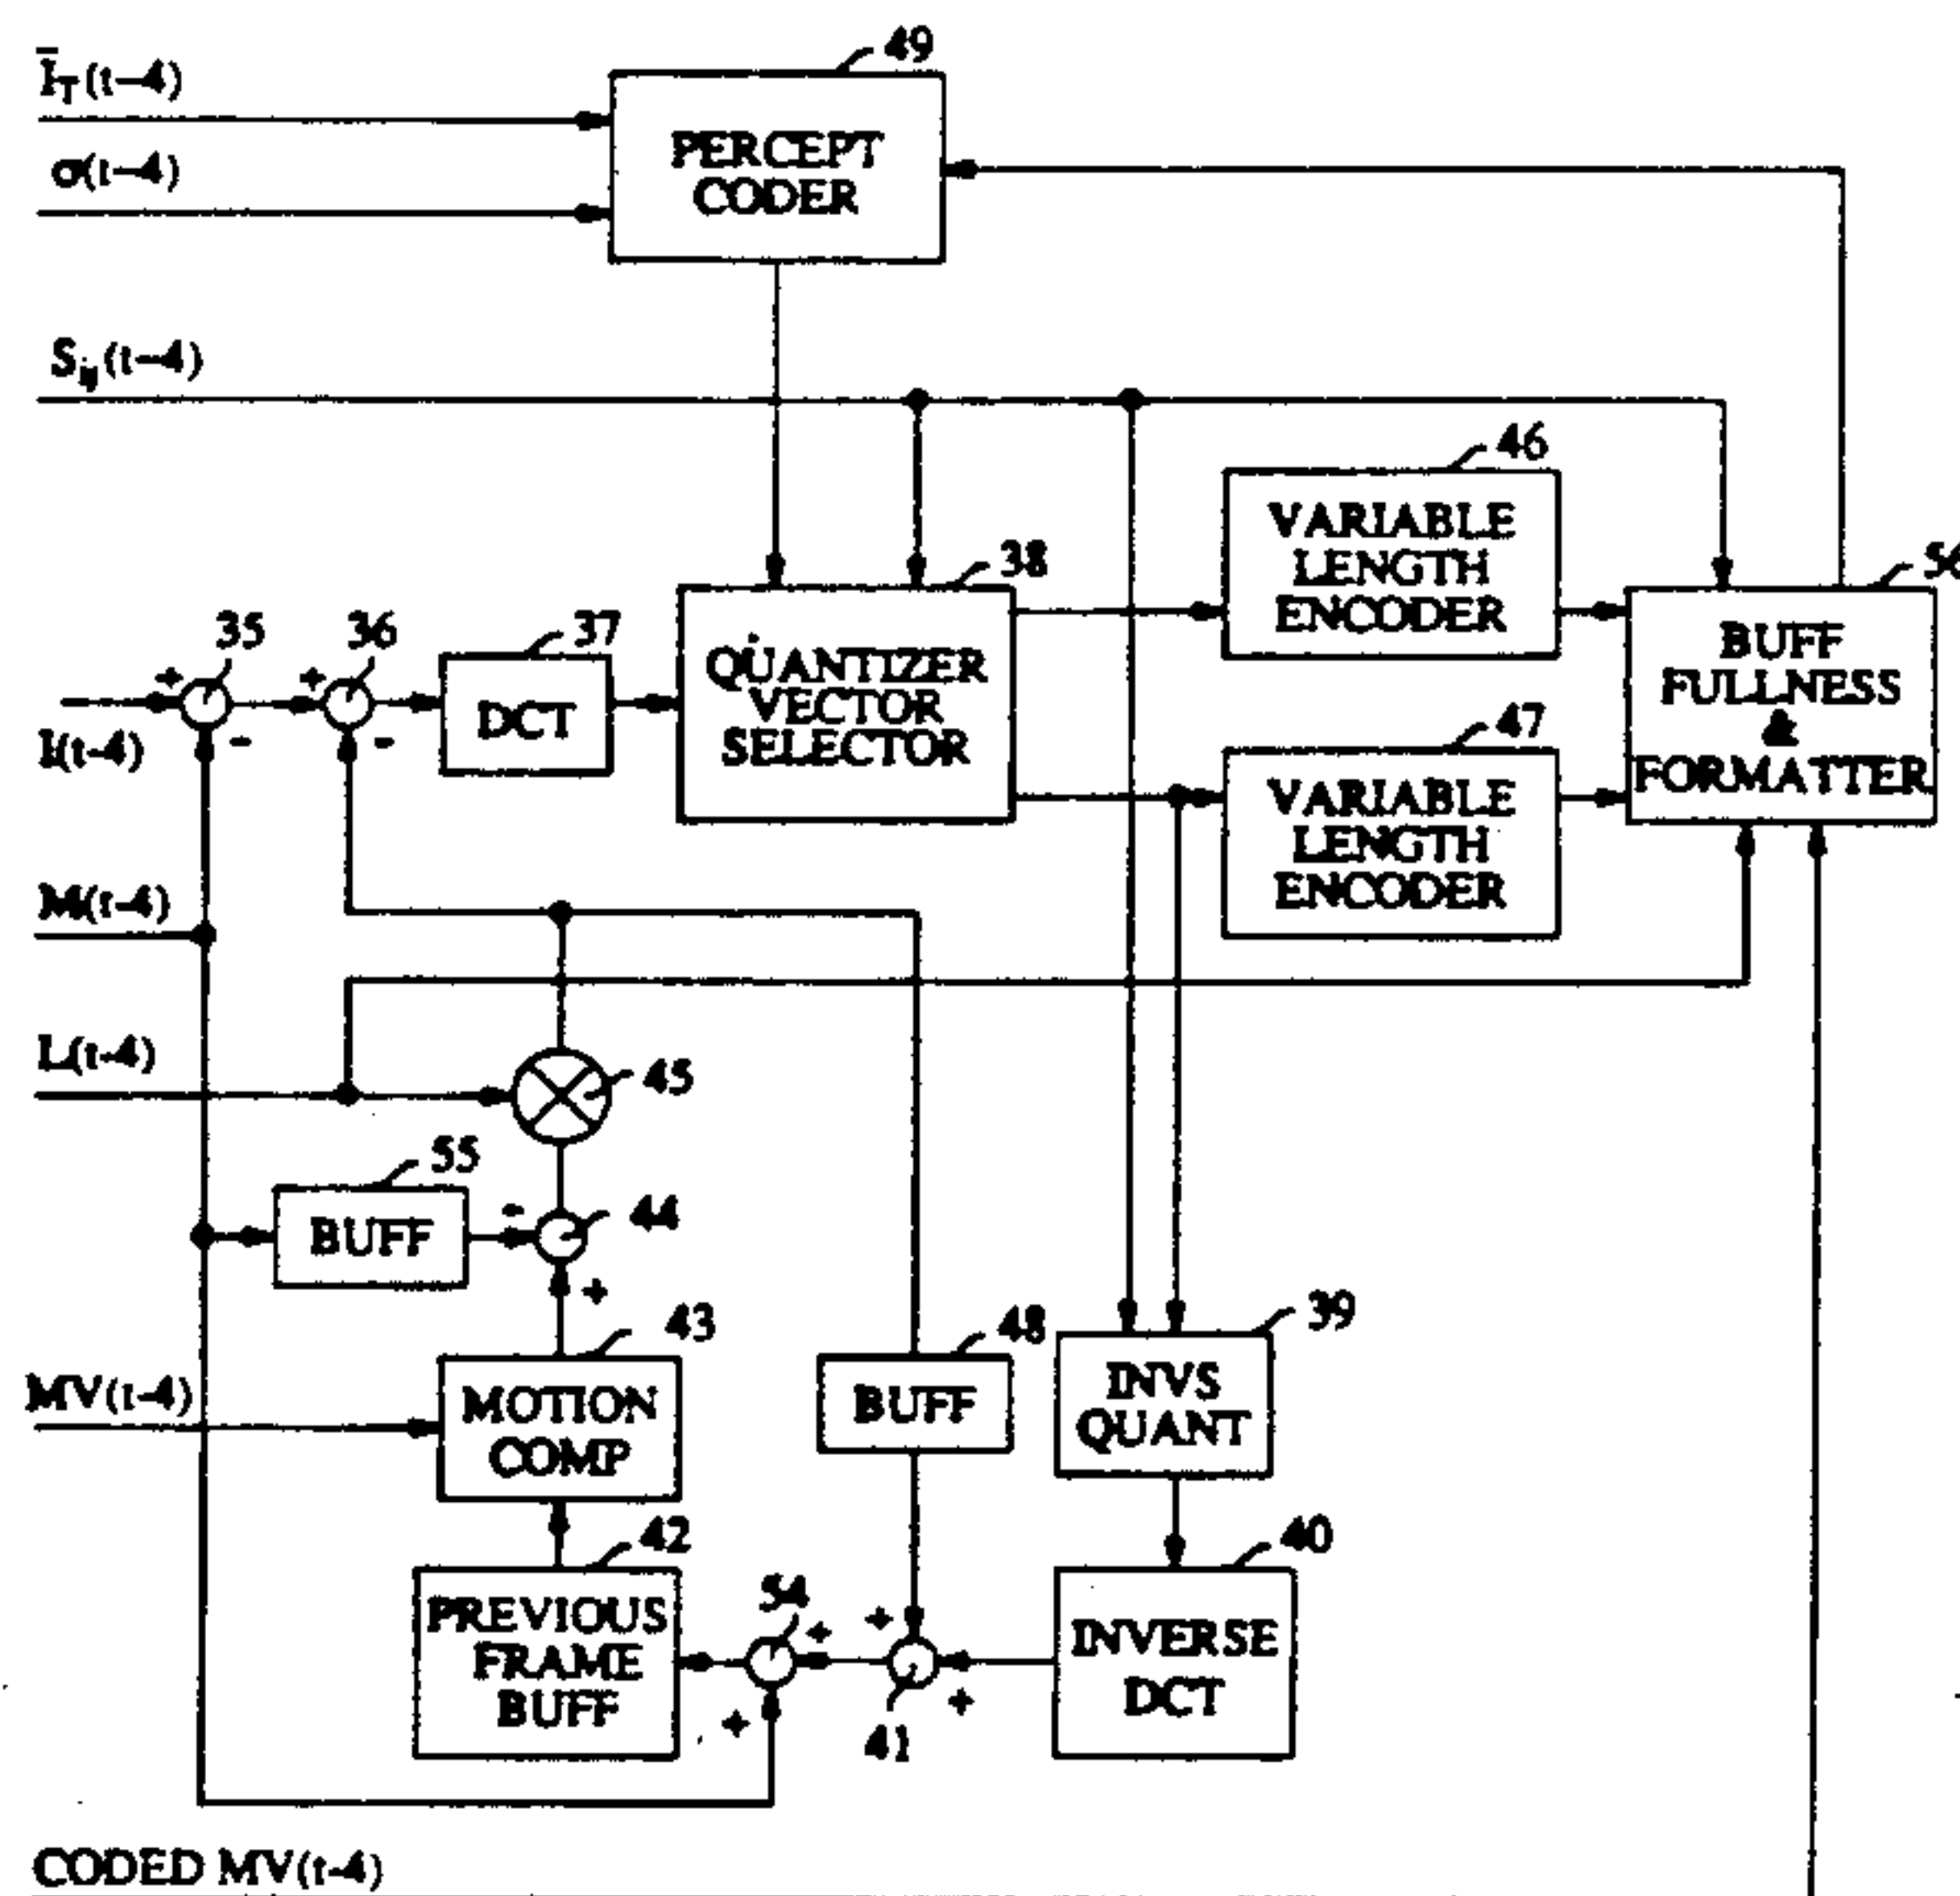 49
Ī_T(t-4)
PERCEPT
CODER
σ(t-4)
S_ij(t-4)
46
VARIABLE
LENGTH
ENCODER
38
56
35
36
37
BUFF
FULLNESS
&
FORMATTER
QUANTIZER
VECTOR
SELECTOR
DCT
+
+
-
-
I(t-4)
47
VARIABLE
LENGTH
ENCODER
M(t-4)
L(t-4)
45
55
BUFF
-
44
+
43
48
39
MV(t-4)
MOTION
COMP
BUFF
INVS
QUANT
42
40
54
PREVIOUS
FRAME
BUFF
+
+
INVERSE
DCT
+
+
41
CODED MV(t-4)